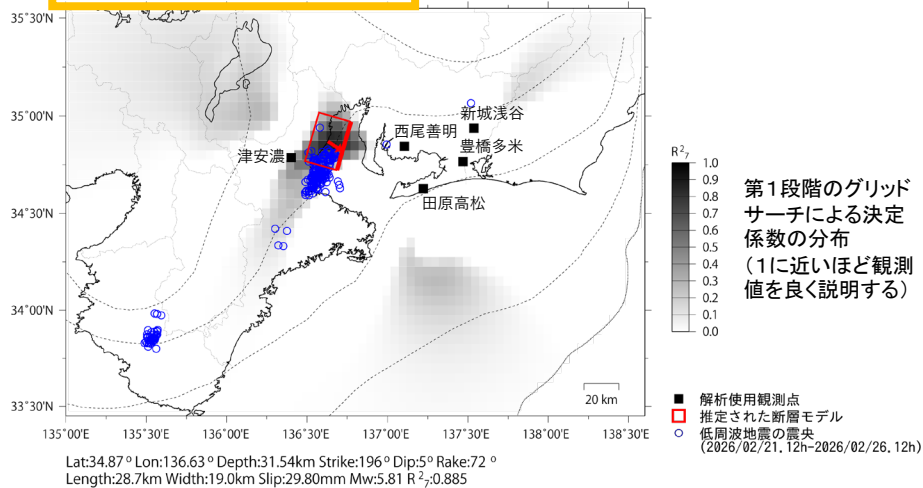 35°30'N
35°00'N
34°30'N
34°00'N
33°30'N
135°00'E 135°30'E 136°00'E 136°30'E 137°00'E 137°30'E 138°00'E 138°30'E
新城浅谷
西尾善明
豊橋多米
津安濃
田原高松
20 km
R²₇
1.0
0.9
0.8
0.7
0.6
0.5
0.4
0.3
0.2
0.1
0.0
第1段階のグリッド
サーチによる決定
係数の分布
(1に近いほど観測
値を良く説明する)
解析使用観測点
推定された断層モデル
低周波地震の震央
(2026/02/21.12h-2026/02/26.12h)
Lat:34.87° Lon:136.63° Depth:31.54km Strike:196° Dip:5° Rake:72°
Length:28.7km Width:19.0km Slip:29.80mm Mw:5.81 R²₇:0.885